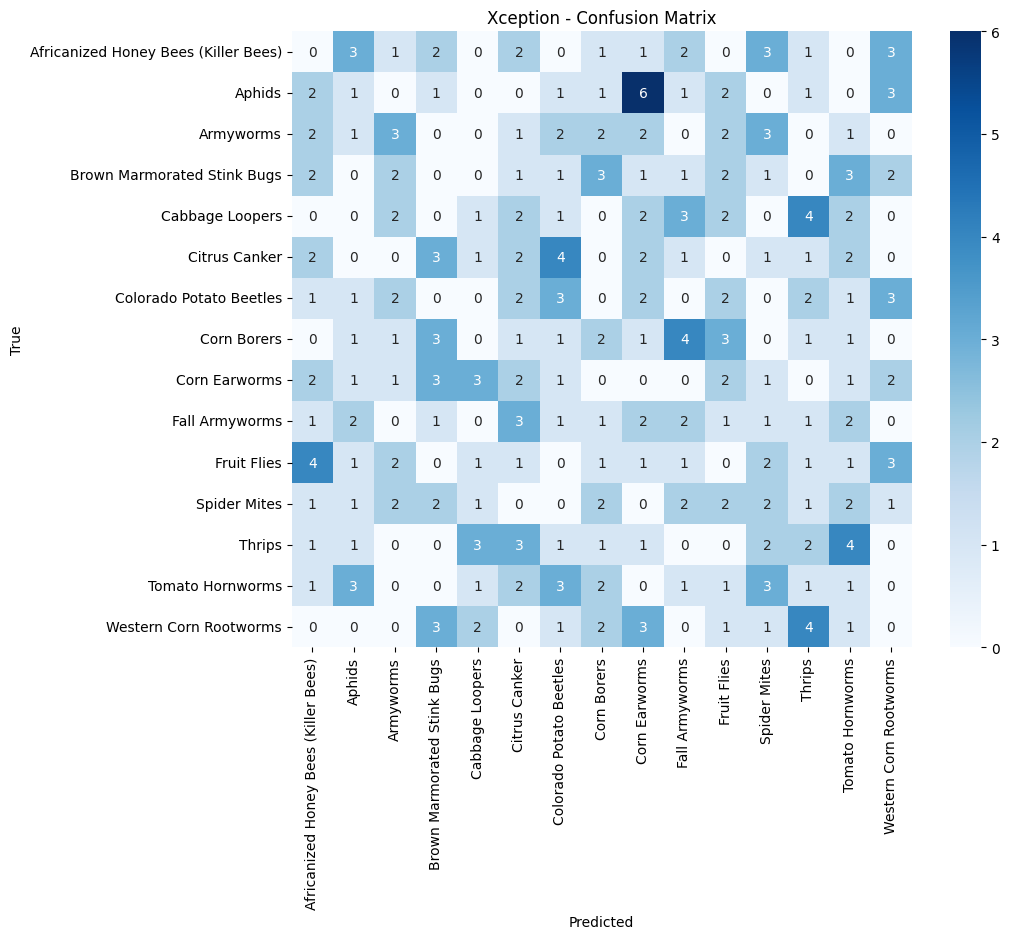 Xception - Confusion Matrix
True
Africanized Honey Bees (Killer Bees) 0 3 1 2 0 2 0 1 1 2 0 3 1 0 3
Aphids 2 1 0 1 0 0 1 1 6 1 2 0 1 0 3
Armyworms 2 1 3 0 0 1 2 2 2 0 2 3 0 1 0
Brown Marmorated Stink Bugs 2 0 2 0 0 1 1 3 1 1 2 1 0 3 2
Cabbage Loopers 0 0 2 0 1 2 1 0 2 3 2 0 4 2 0
Citrus Canker 2 0 0 3 1 2 4 0 2 1 0 1 1 2 0
Colorado Potato Beetles 1 1 2 0 0 2 3 0 2 0 2 0 2 1 3
Corn Borers 0 1 1 3 0 1 1 2 1 4 3 0 1 1 0
Corn Earworms 2 1 1 3 3 2 1 0 0 0 2 1 0 1 2
Fall Armyworms 1 2 0 1 0 3 1 1 2 2 1 1 1 2 0
Fruit Flies 4 1 2 0 1 1 0 1 1 1 0 2 1 1 3
Spider Mites 1 1 2 2 1 0 0 2 0 2 2 2 1 2 1
Thrips 1 1 0 0 3 3 1 1 1 0 0 2 2 4 0
Tomato Hornworms 1 3 0 0 1 2 3 2 0 1 1 3 1 1 0
Western Corn Rootworms 0 0 0 3 2 0 1 2 3 0 1 1 4 1 0
Africanized Honey Bees (Killer Bees)
Aphids
Armyworms
Brown Marmorated Stink Bugs
Cabbage Loopers
Citrus Canker
Colorado Potato Beetles
Corn Borers
Corn Earworms
Fall Armyworms
Fruit Flies
Spider Mites
Thrips
Tomato Hornworms
Western Corn Rootworms
Predicted
6
5
4
3
2
1
0